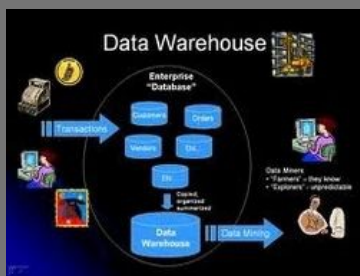 Data Warehouse
Enterprise
"Database"
Customers
Orders
Transactions
Vendors
Etc.
Etc
Copied,
organized
summarized
Data
Warehouse
Data Mining
Data Miners
• "Farmers" – they know
• "Explorers" - unpredictable